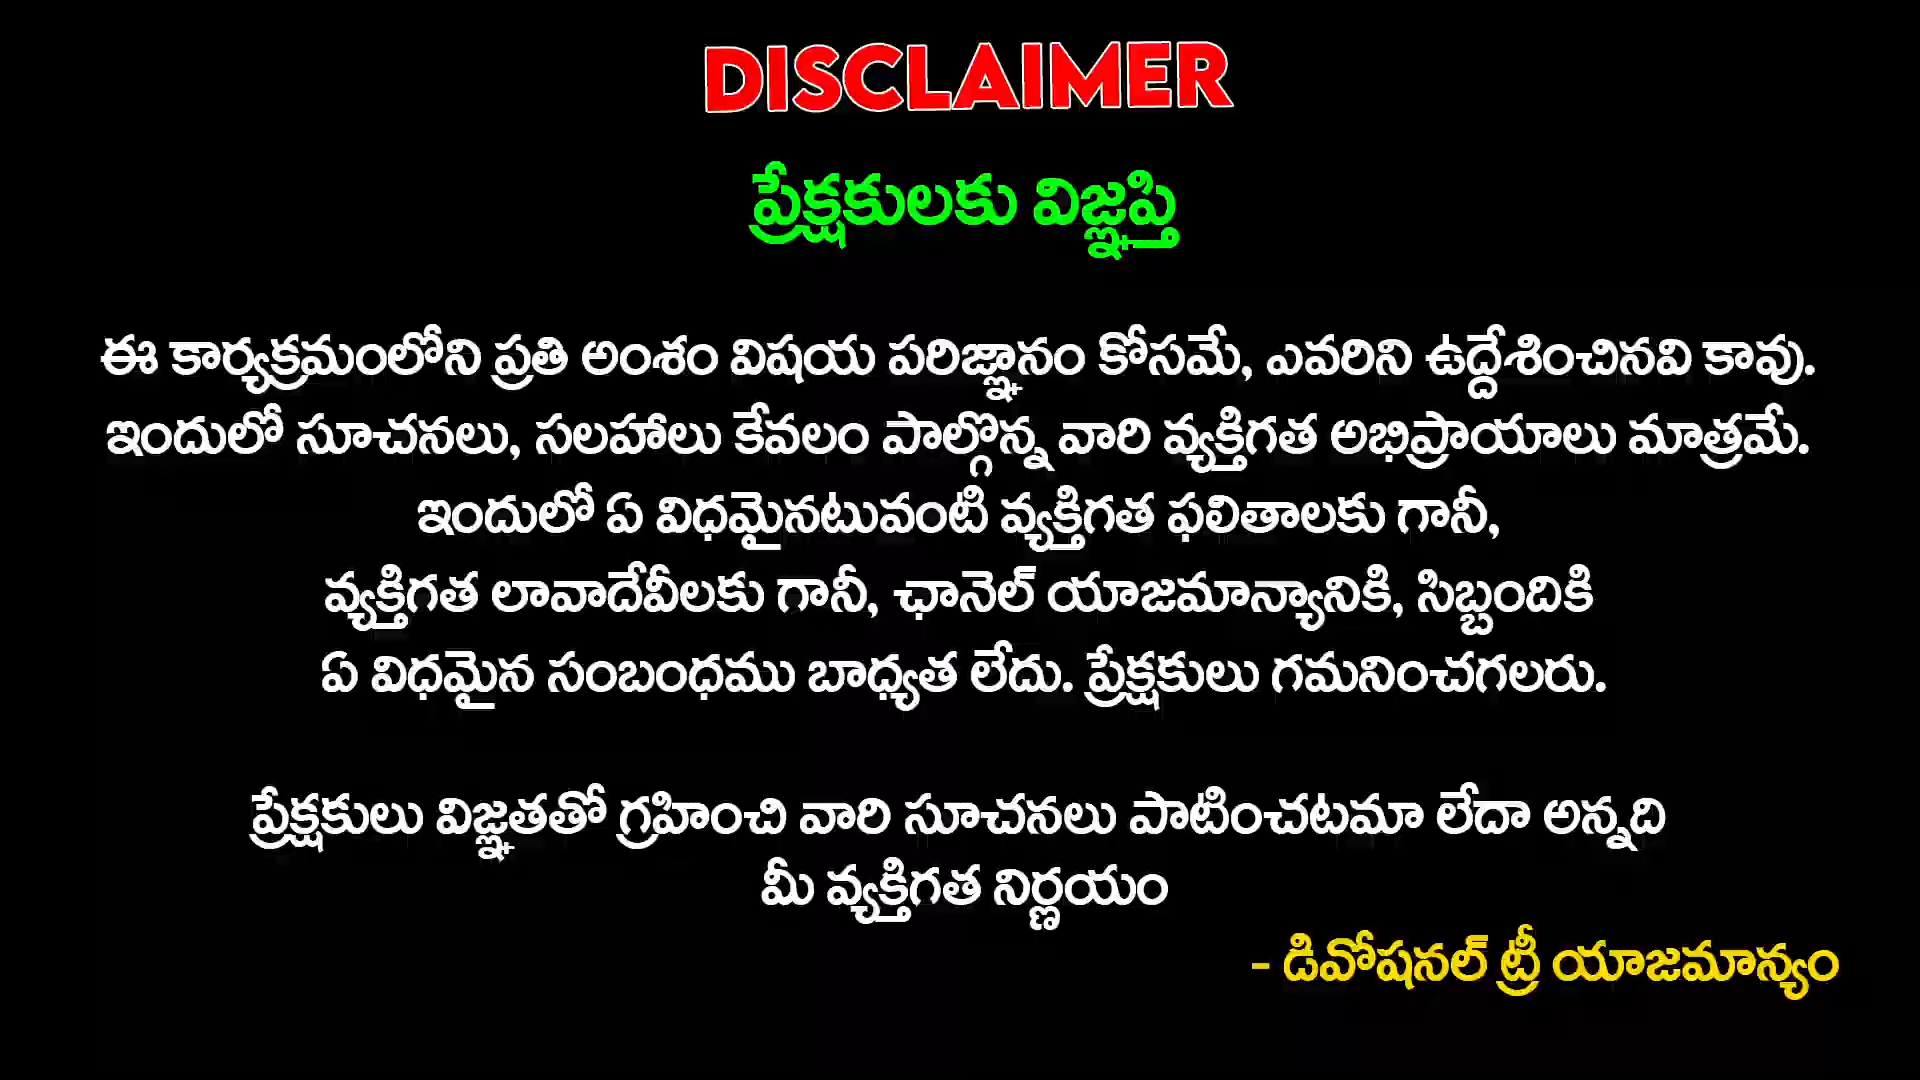 DISCLAIMER
ప్రేక్షకులకు విజ్ఞప్తి
ఈ కార్యక్రమంలోని ప్రతి అంశం విషయ పరిజ్ఞానం కోసమే, ఎవరిని ఉద్దేశించినవి కావు.
ఇందులో సూచనలు, సలహాలు కేవలం పాల్గొన్న వారి వ్యక్తిగత అభిప్రాయాలు మాత్రమే.
ఇందులో ఏ విధమైనటువంటి వ్యక్తిగత ఫలితాలకు గానీ,
వ్యక్తిగత లావాదేవీలకు గానీ, ఛానెల్ యాజమాన్యానికి, సిబ్బందికి
ఏ విధమైన సంబంధము బాధ్యత లేదు. ప్రేక్షకులు గమనించగలరు.
ప్రేక్షకులు విజ్ఞతతో గ్రహించి వారి సూచనలు పాటించటమా లేదా అన్నది
మీ వ్యక్తిగత నిర్ణయం
- డివోషనల్ ట్రీ యాజమాన్యం